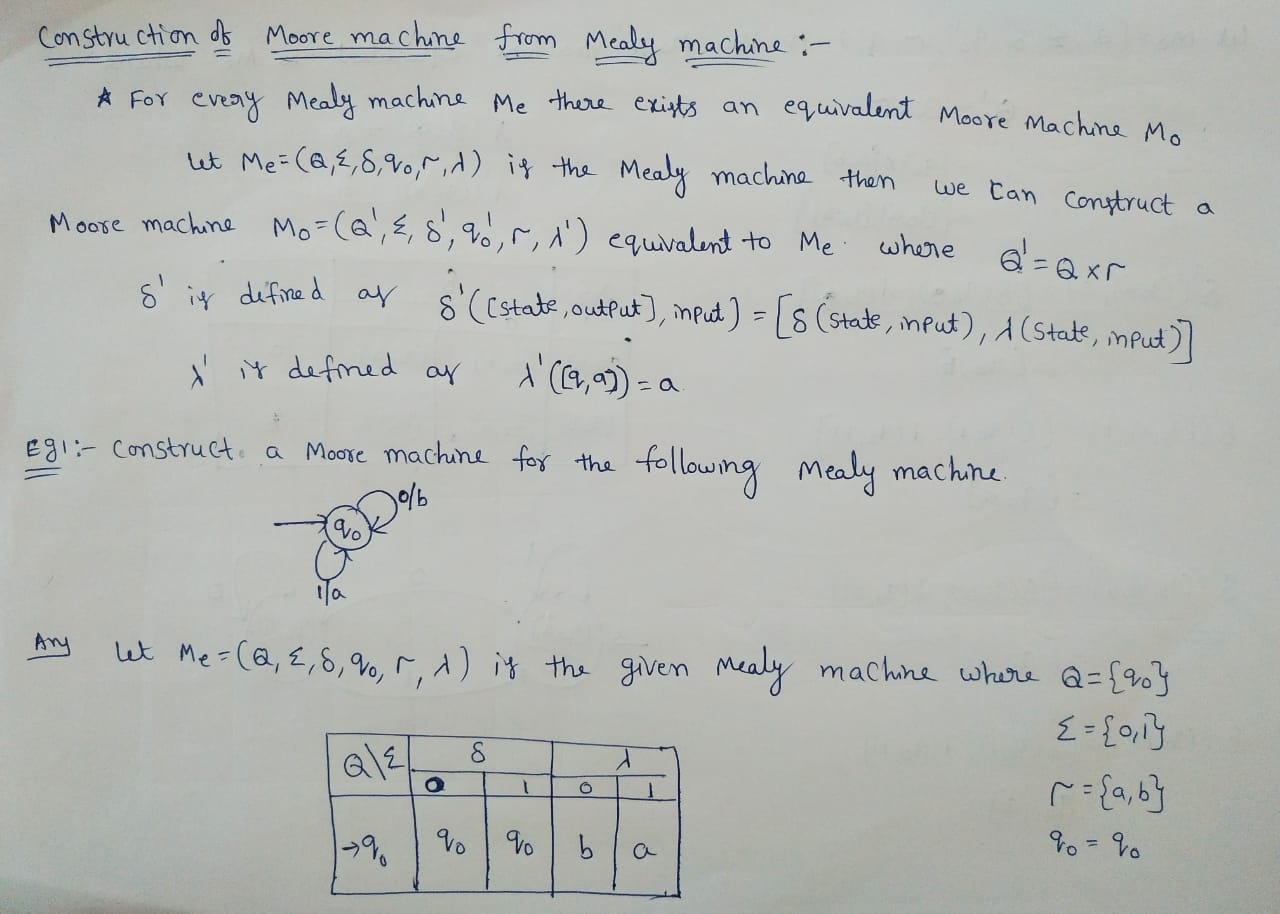 Construction of Moore machine from Mealy machine :-
* For every Mealy machine Me there exists an equivalent Moore Machine Mo
Let Me=(Q,Σ,δ,q₀,Γ,λ) is the Mealy machine then we can construct a
Moore machine Mo=(Q',Σ,δ',q₀',Γ,λ') equivalent to Me. where Q'=Q×Γ
δ' is defined as δ'([state,output], input) = [δ(state, input), λ(state, input)]
λ' is defined as λ'([q,a]) = a
Eg1:- Construct a Moore machine for the following Mealy machine.
0/b
q₀
1/a
Ans Let Me=(Q,Σ,δ,q₀,Γ,λ) is the given Mealy machine where Q={q₀}
Σ={0,1}
Γ={a,b}
q₀=q₀
Q\Σ δ λ
0 1 0 1
→q₀ q₀ q₀ b a